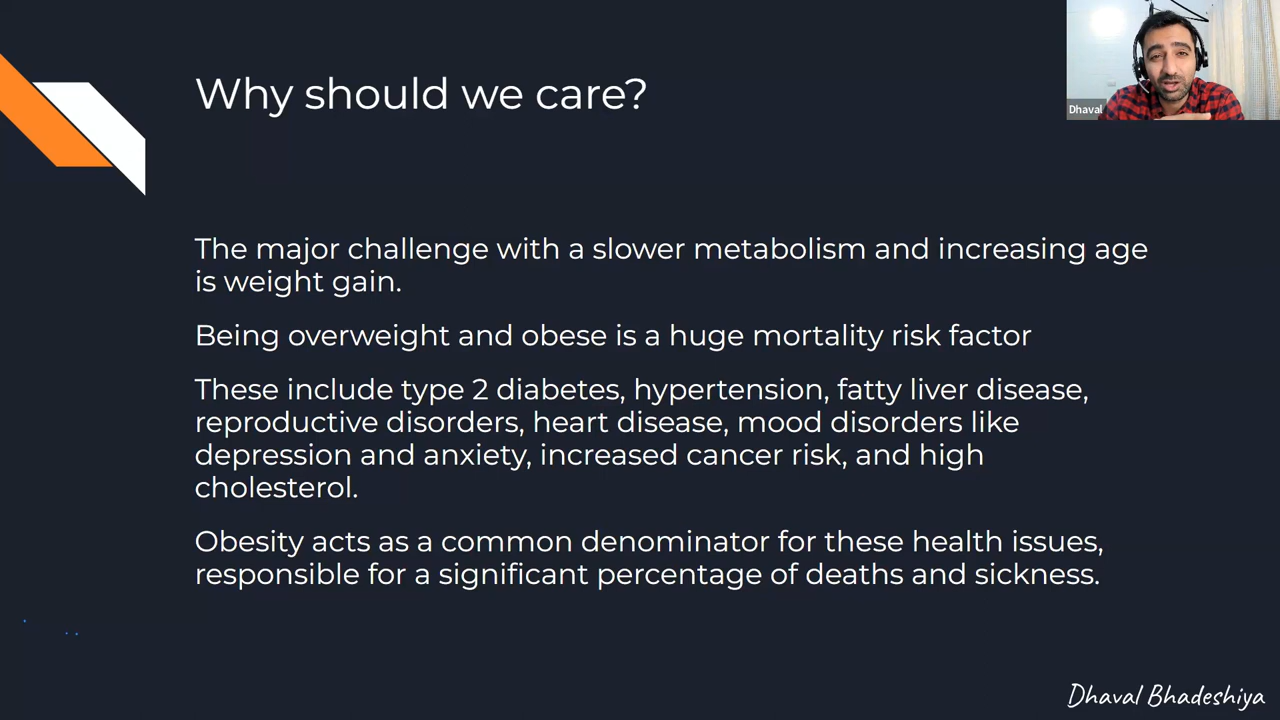 Why should we care?
Dhaval
The major challenge with a slower metabolism and increasing age
is weight gain.
Being overweight and obese is a huge mortality risk factor
These include type 2 diabetes, hypertension, fatty liver disease,
reproductive disorders, heart disease, mood disorders like
depression and anxiety, increased cancer risk, and high
cholesterol.
Obesity acts as a common denominator for these health issues,
responsible for a significant percentage of deaths and sickness.
Dhaval Bhadeshiya